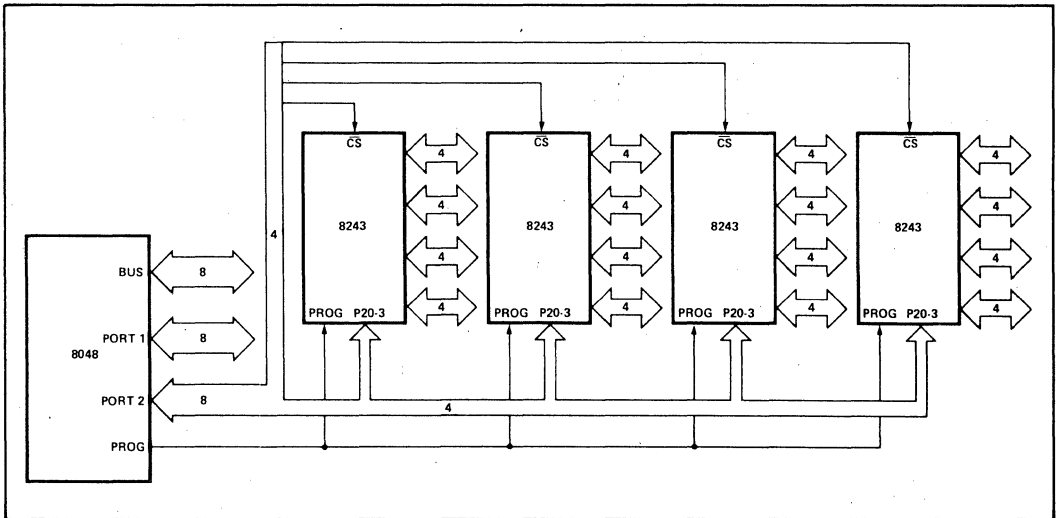 CS CS CS CS
4 4 4 4
4 4 4 4
4
8243 8243 8243 8243
BUS 8
4 4 4 4
PORT 1 8
4 4 4 4
PROG P20-3 PROG P20-3 PROG P20-3 PROG P20-3
8048
PORT 2 8
4
PROG